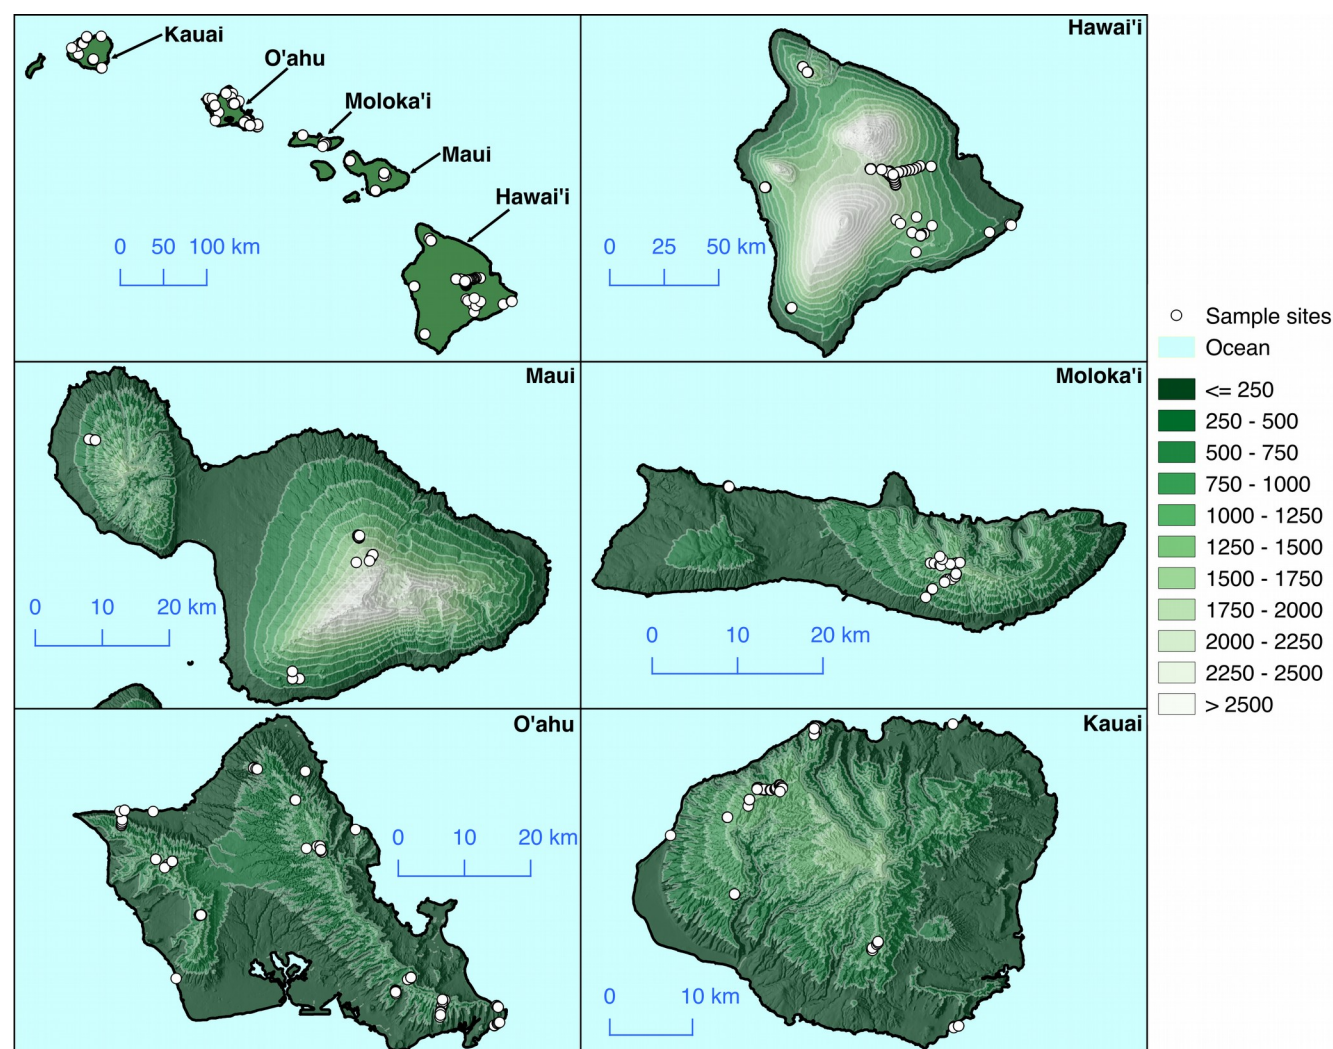 Kauai
O'ahu
Moloka'i
Maui
Hawai'i
0 50 100 km
Hawai'i
0 25 50 km
Maui
0 10 20 km
Moloka'i
0 10 20 km
O'ahu
0 10 20 km
Kauai
0 10 km
Sample sites
Ocean
<= 250
250 - 500
500 - 750
750 - 1000
1000 - 1250
1250 - 1500
1500 - 1750
1750 - 2000
2000 - 2250
2250 - 2500
> 2500